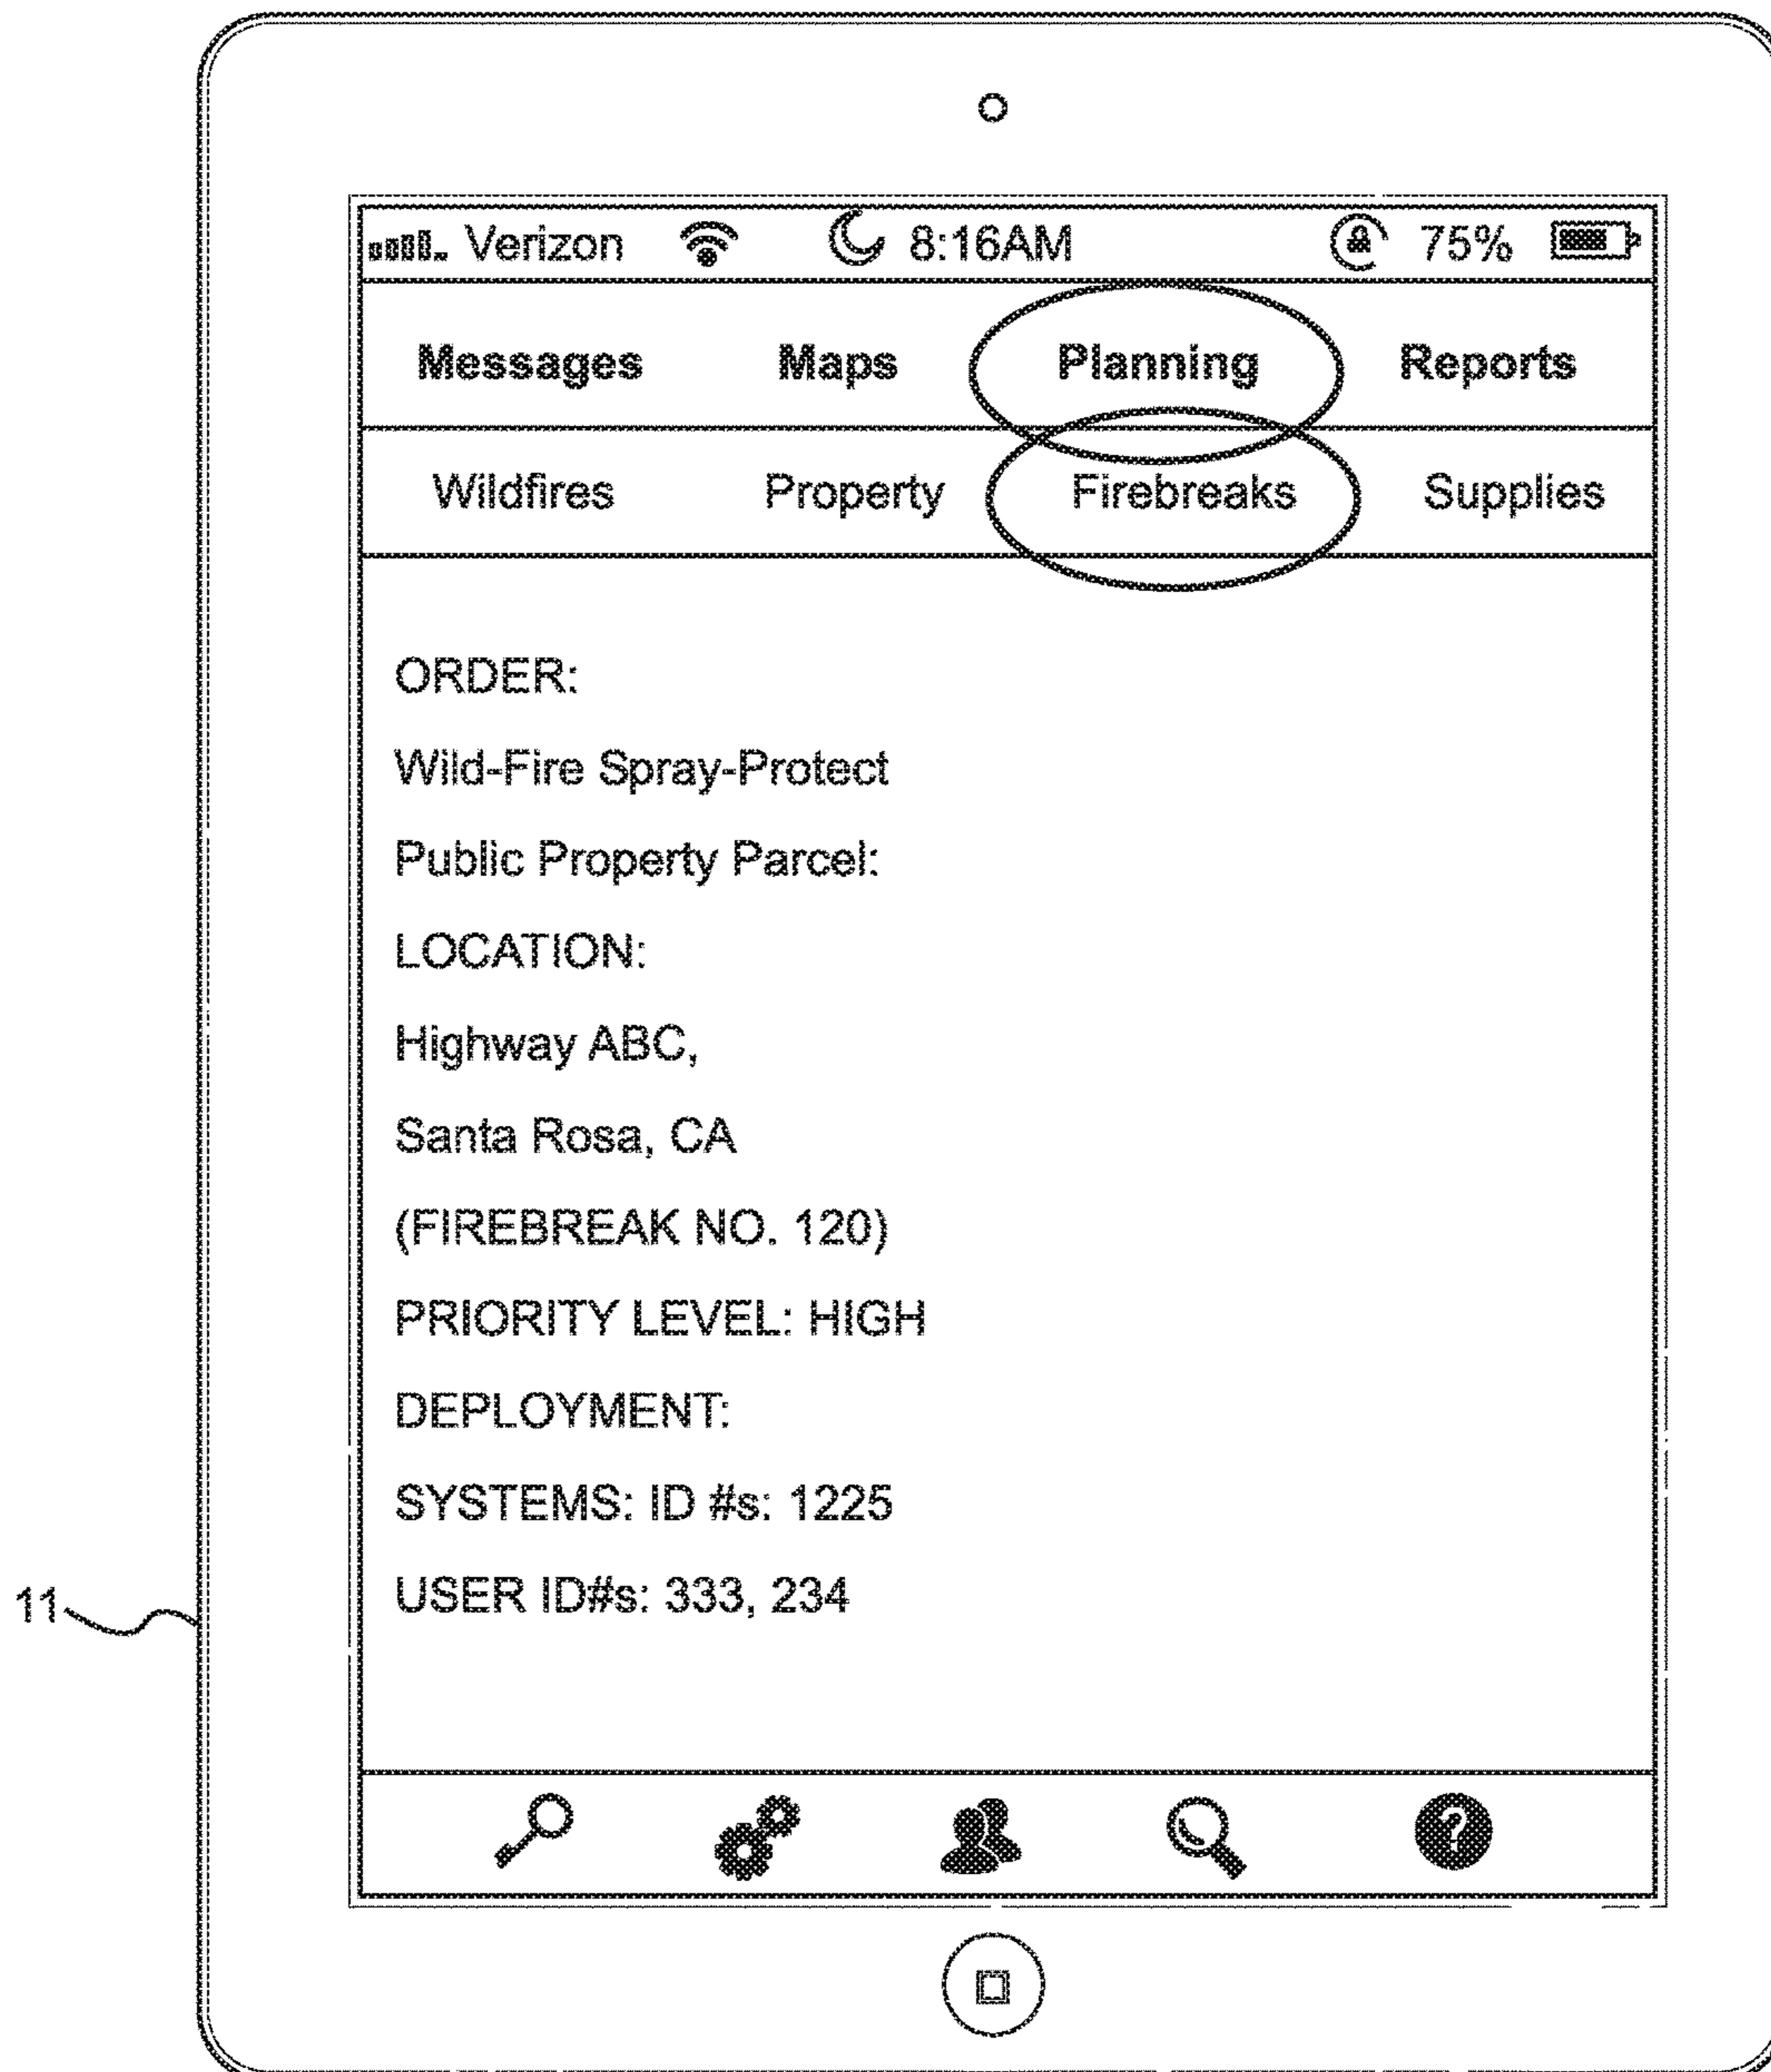 Verizon 8:16AM 75%
Messages Maps Planning Reports
Wildfires Property Firebreaks Supplies
ORDER:
Wild-Fire Spray-Protect
Public Property Parcel:
LOCATION:
Highway ABC,
Santa Rosa, CA
(FIREBREAK NO. 120)
PRIORITY LEVEL: HIGH
DEPLOYMENT:
SYSTEMS: ID #s: 1225
USER ID#s: 333, 234
11
?